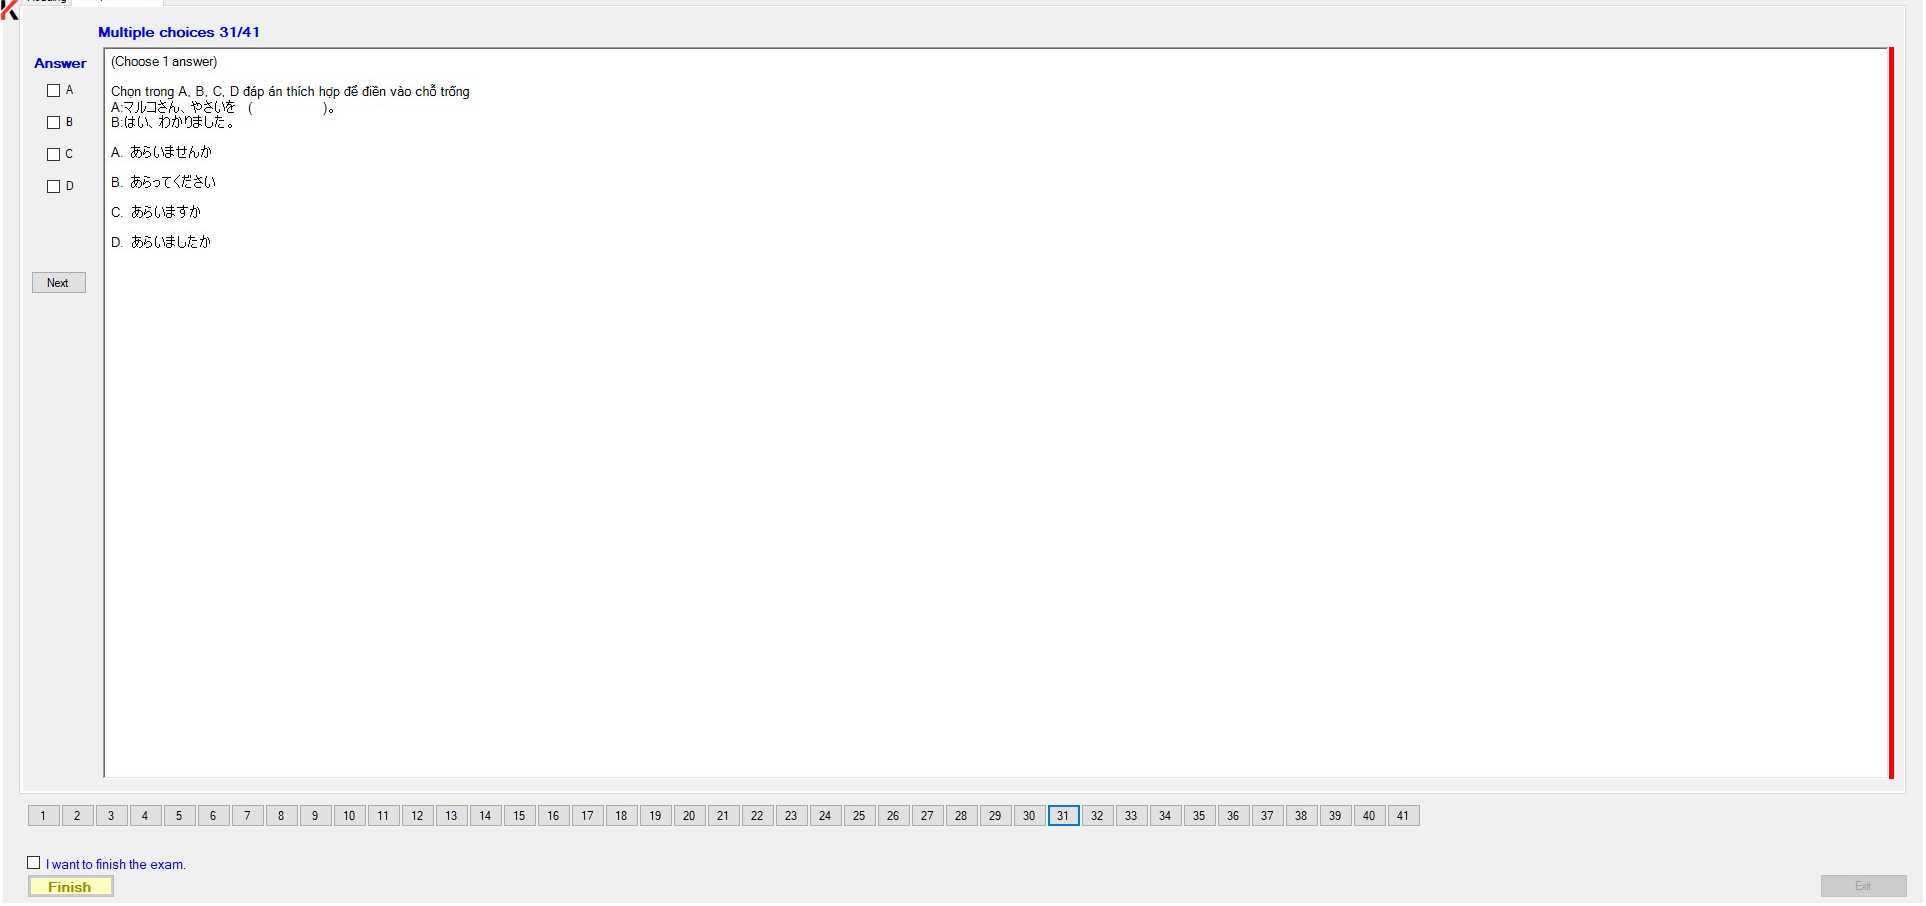 Multiple choices 31/41
Answer
A
B
C
D
Next
(Choose 1 answer)
Chọn trong A, B, C, D đáp án thích hợp để điền vào chỗ trống
A:マルコさん、やさいを ( )。
B:はい、わかりました。
A. あらいませんか
B. あらってください
C. あらいますか
D. あらいましたか
1 2 3 4 5 6 7 8 9 10 11 12 13 14 15 16 17 18 19 20 21 22 23 24 25 26 27 28 29 30 31 32 33 34 35 36 37 38 39 40 41
I want to finish the exam.
Finish
Exit